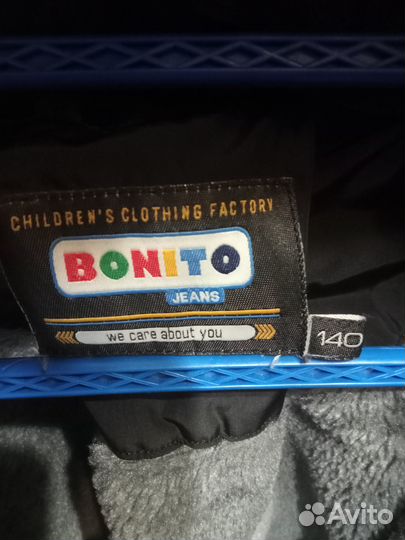 CHILDREN'S CLOTHING FACTORY
BONITO
JEANS
we care about you
140
Avito